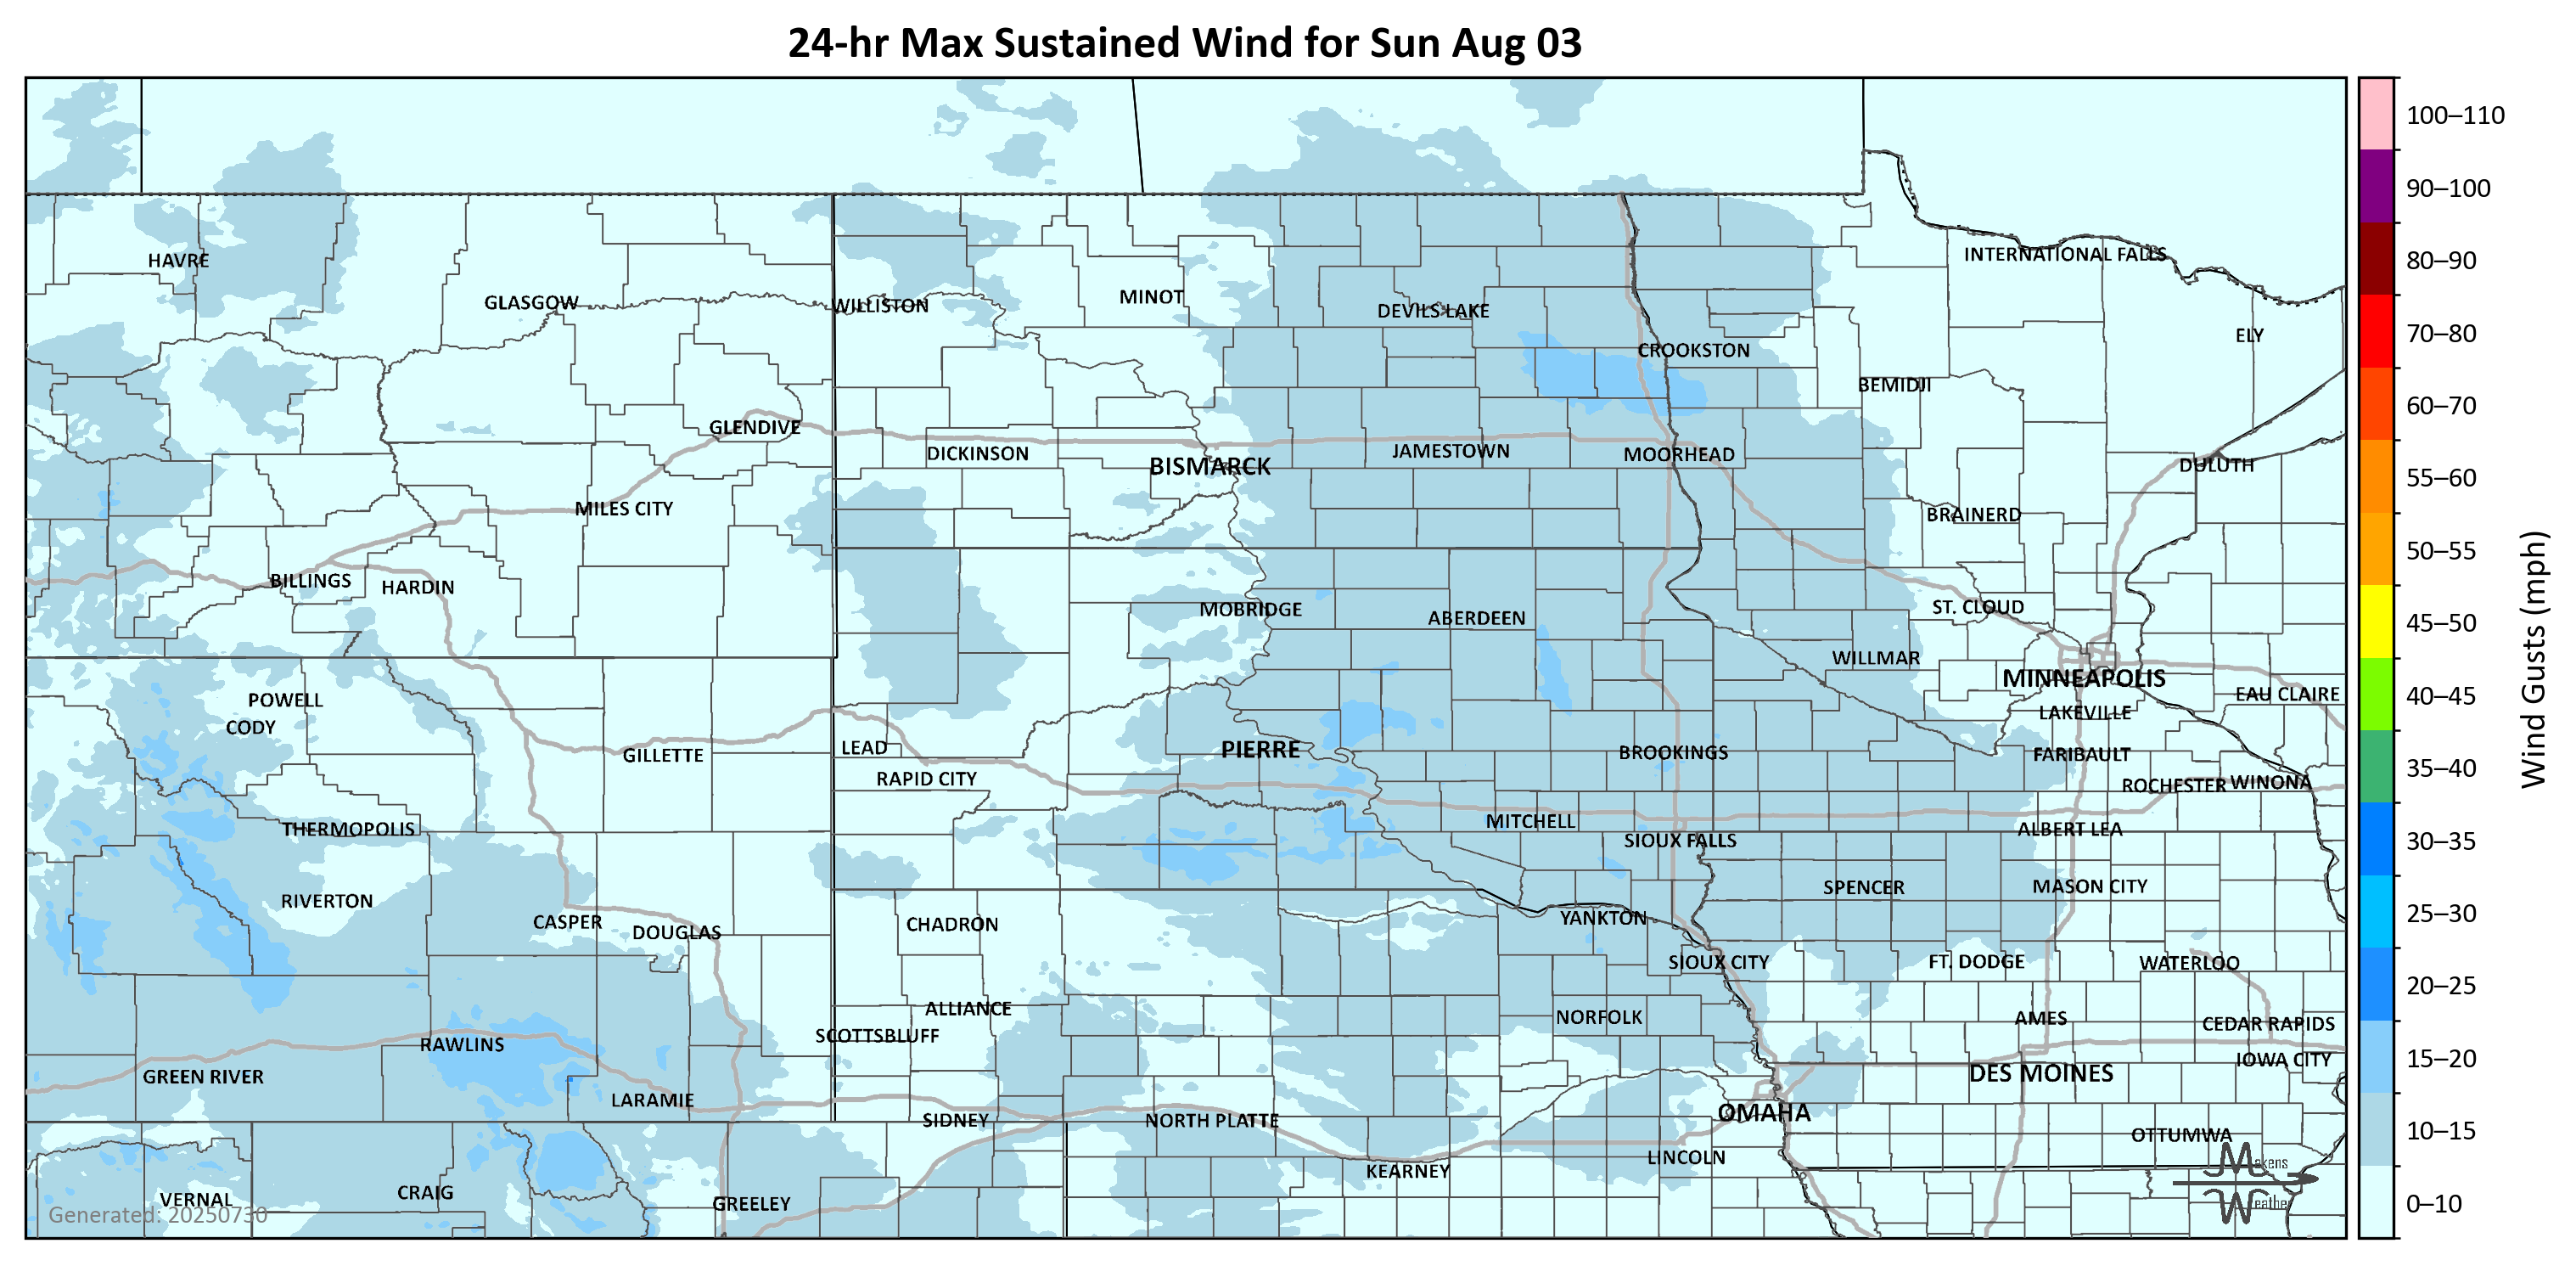 24-hr Max Sustained Wind for Sun Aug 03
100–110
90–100
80–90
70–80
60–70
55–60
50–55
45–50
40–45
35–40
30–35
25–30
20–25
15–20
10–15
0–10
Wind Gusts (mph)
HAVRE
INTERNATIONAL FALLS
GLASGOW
WILLISTON
MINOT
DEVILS LAKE
ELY
CROOKSTON
BEMIDJI
GLENDIVE
DICKINSON
BISMARCK
JAMESTOWN
MOORHEAD
DULUTH
MILES CITY
BRAINERD
BILLINGS
HARDIN
MOBRIDGE
ABERDEEN
ST. CLOUD
WILLMAR
MINNEAPOLIS
EAU CLAIRE
POWELL
CODY
LAKEVILLE
GILLETTE
LEAD
PIERRE
BROOKINGS
FARIBAULT
RAPID CITY
ROCHESTER
WINONA
THERMOPOLIS
MITCHELL
SIOUX FALLS
ALBERT LEA
RIVERTON
SPENCER
MASON CITY
CASPER
DOUGLAS
CHADRON
YANKTON
SIOUX CITY
FT. DODGE
WATERLOO
ALLIANCE
SCOTTSBLUFF
NORFOLK
AMES
CEDAR RAPIDS
RAWLINS
GREEN RIVER
IOWA CITY
DES MOINES
LARAMIE
SIDNEY
NORTH PLATTE
OMAHA
OTTUMWA
KEARNEY
LINCOLN
VERNAL
CRAIG
GREELEY
Makens
Weather
Generated: 20250730